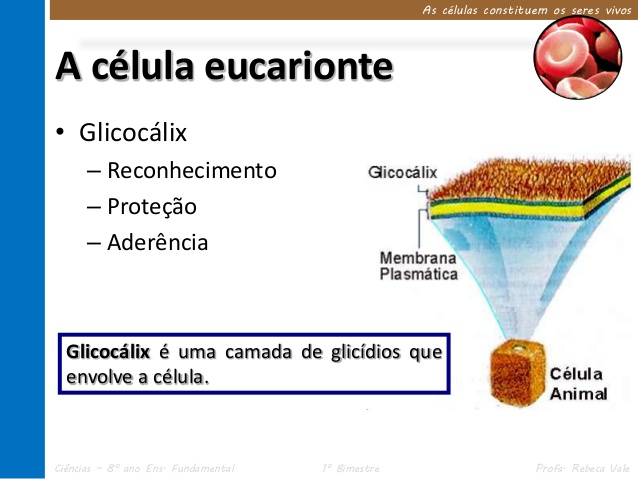 As células constituem os seres vivos
A célula eucarionte
• Glicocálix
– Reconhecimento
– Proteção
– Aderência
Glicocálix
Membrana
Plasmática
Glicocálix é uma camada de glicídios que
envolve a célula.
Célula
Animal
Ciências – 8º ano Ens. Fundamental 1º Bimestre Profa. Rebeca Vale